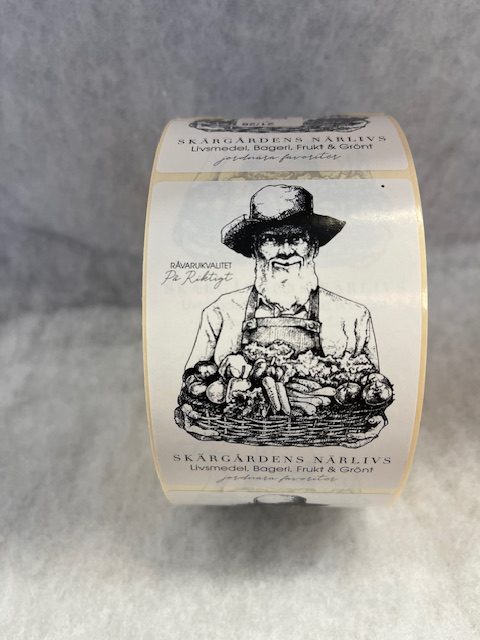 SKÄRGÅRDENS NÄRLIVS
Livsmedel, Bageri, Frukt & Grönt
jordnära favoriter
RÅVARUKVALITET
På Riktigt
SKÄRGÅRDENS NÄRLIVS
Livsmedel, Bageri, Frukt & Grönt
jordnära favoriter